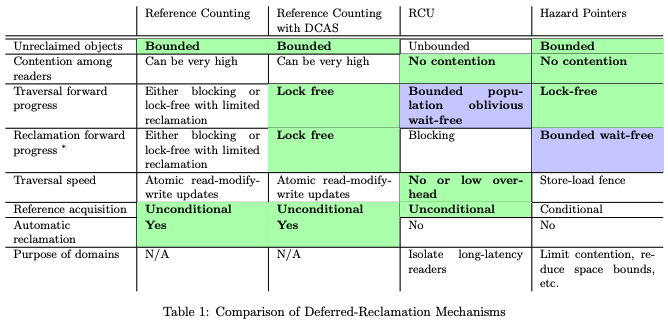 Reference Counting
Reference Counting
with DCAS
RCU
Hazard Pointers
Unreclaimed objects
Bounded
Bounded
Unbounded
Bounded
Contention among
readers
Can be very high
Can be very high
No contention
No contention
Traversal forward
progress
Either blocking or
lock-free with limited
reclamation
Lock free
Bounded popu-
lation oblivious
wait-free
Lock-free
Reclamation forward
progress *
Either blocking or
lock-free with limited
reclamation
Lock free
Blocking
Bounded wait-free
Traversal speed
Atomic read-modify-
write updates
Atomic read-modify-
write updates
No or low over-
head
Store-load fence
Reference acquisition
Unconditional
Unconditional
Unconditional
Conditional
Automatic
reclamation
Yes
Yes
No
No
Purpose of domains
N/A
N/A
Isolate long-latency
readers
Limit contention, re-
duce space bounds,
etc.
Table 1: Comparison of Deferred-Reclamation Mechanisms